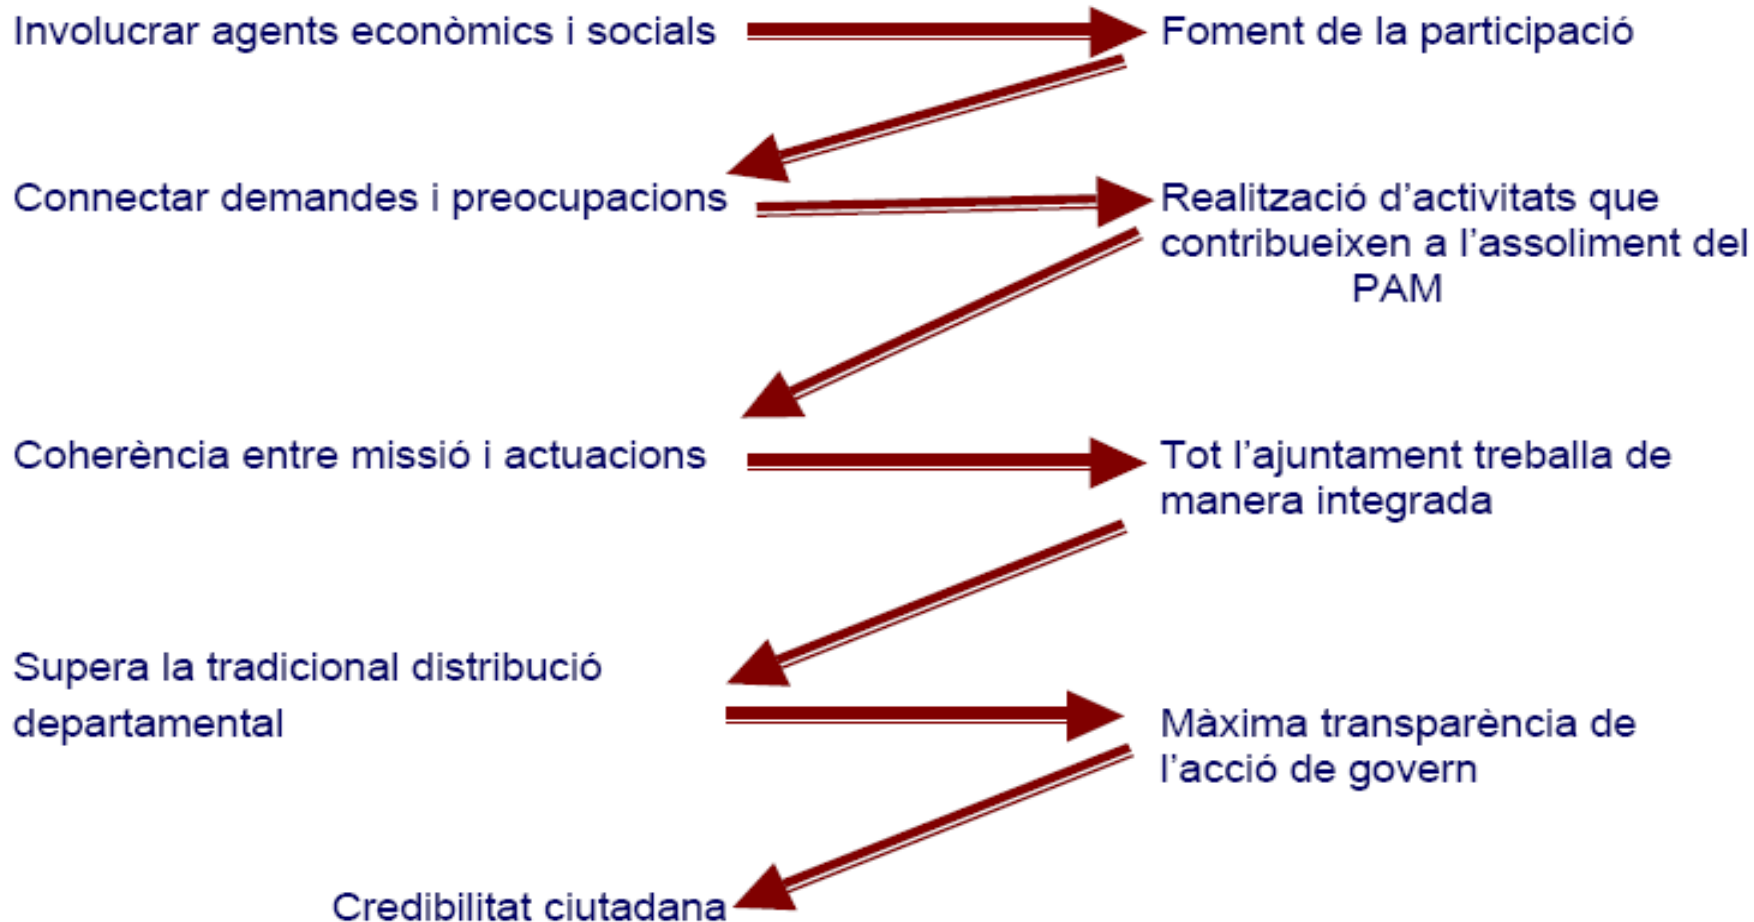 Involucrar agents econòmics i socials
Foment de la participació
Connectar demandes i preocupacions
Realització d’activitats que
contribueixen a l’assoliment del
PAM
Coherència entre missió i actuacions
Tot l’ajuntament treballa de
manera integrada
Supera la tradicional distribució
departamental
Màxima transparència de
l’acció de govern
Credibilitat ciutadana